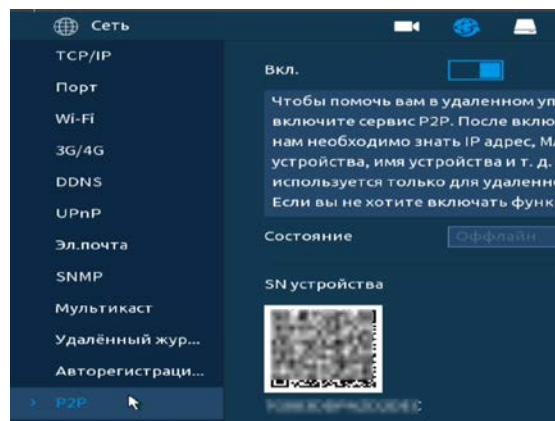 Сеть
TCP/IP
Порт
Wi-Fi
3G/4G
DDNS
UPnP
Эл.почта
SNMP
Мультикаст
Удалённый жур...
Авторегистраци...
P2P
Вкл.
Чтобы помочь вам в удаленном уп
включите сервис P2P. После вклю
нам необходимо знать IP адрес, М
устройства, имя устройства и т. д.
используется только для удаленн
Если вы не хотите включать функ
Состояние
Оффлайн
SN устройства